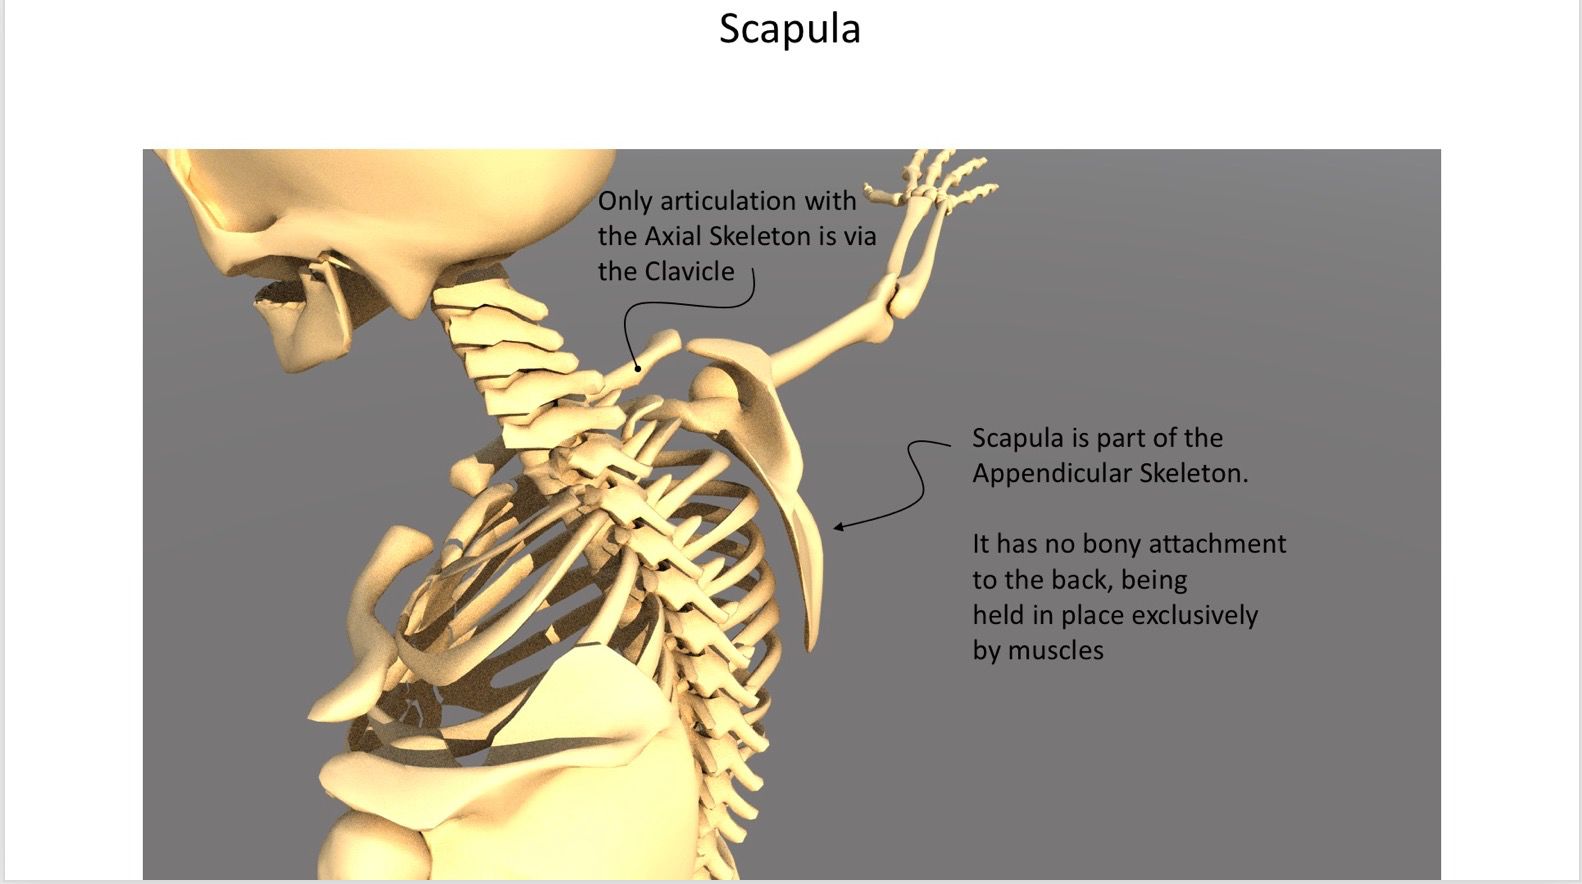 Scapula
Only articulation with
the Axial Skeleton is via
the Clavicle
Scapula is part of the
Appendicular Skeleton.
It has no bony attachment
to the back, being
held in place exclusively
by muscles